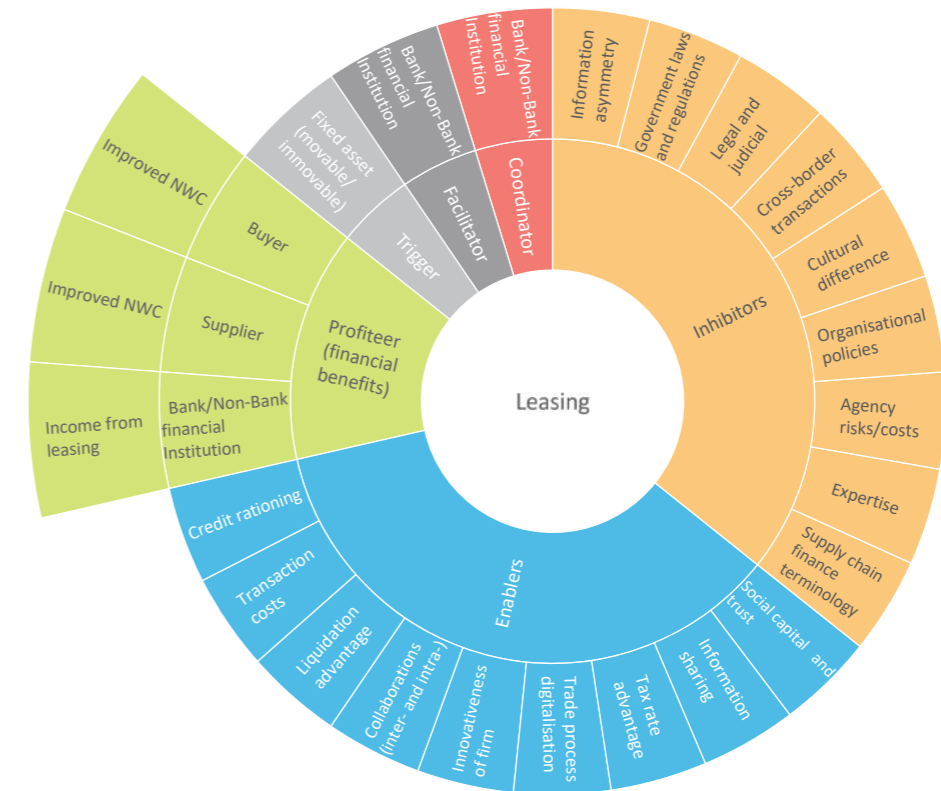 Leasing
Inhibitors
Information
asymmetry
Government laws
and regulations
Legal and
judicial
Cross-border
transactions
Cultural
difference
Organisational
policies
Agency
risks/costs
Expertise
Supply chain
finance
terminology
Enablers
Social capital and
trust
Information
sharing
Tax rate
advantage
Trade process
digitalisation
Innovativeness
of firm
Collaborations
(inter- and intra-)
Liquidation
advantage
Transaction
costs
Credit rationing
Profiteer
(financial
benefits)
Bank/Non-Bank
financial
Institution
Income from
leasing
Supplier
Improved NWC
Buyer
Improved NWC
Trigger
Fixed asset
(movable/
immovable)
Facilitator
Bank/Non-Bank
financial
Institution
Coordinator
Bank/Non-Bank
financial
Institution